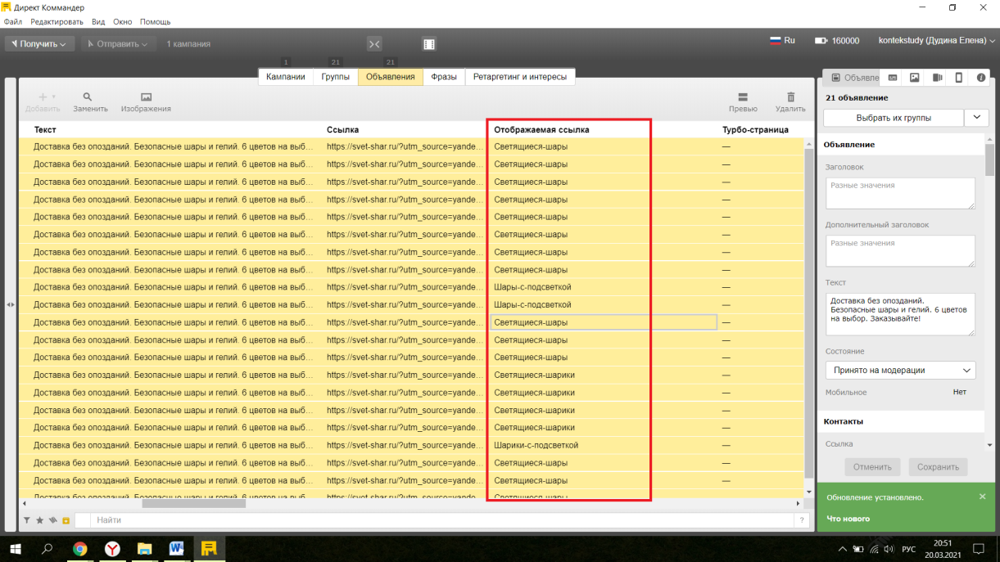 Директ Коммандер
Файл Редактировать Вид Окно Помощь
Получить Отправить 1 кампания Ru 160000 kontekstudy (Дудина Елена)
1 21 21
Кампании Группы Объявления Фразы Ретаргетинг и интересы
Добавить Заменить Изображения Превью Удалить
Текст Ссылка Отображаемая ссылка Турбо-страница
Доставка без опозданий. Безопасные шары и гелий. 6 цветов на выб... https://svet-shar.ru/?utm_source=yande... Светящиеся-шары —
Доставка без опозданий. Безопасные шары и гелий. 6 цветов на выб... https://svet-shar.ru/?utm_source=yande... Светящиеся-шары —
Доставка без опозданий. Безопасные шары и гелий. 6 цветов на выб... https://svet-shar.ru/?utm_source=yande... Светящиеся-шары —
Доставка без опозданий. Безопасные шары и гелий. 6 цветов на выб... https://svet-shar.ru/?utm_source=yande... Светящиеся-шары —
Доставка без опозданий. Безопасные шары и гелий. 6 цветов на выб... https://svet-shar.ru/?utm_source=yande... Светящиеся-шары —
Доставка без опозданий. Безопасные шары и гелий. 6 цветов на выб... https://svet-shar.ru/?utm_source=yande... Светящиеся-шары —
Доставка без опозданий. Безопасные шары и гелий. 6 цветов на выб... https://svet-shar.ru/?utm_source=yande... Светящиеся-шары —
Доставка без опозданий. Безопасные шары и гелий. 6 цветов на выб... https://svet-shar.ru/?utm_source=yande... Светящиеся-шары —
Доставка без опозданий. Безопасные шары и гелий. 6 цветов на выб... https://svet-shar.ru/?utm_source=yande... Шары-с-подсветкой —
Доставка без опозданий. Безопасные шары и гелий. 6 цветов на выб... https://svet-shar.ru/?utm_source=yande... Шары-с-подсветкой —
Доставка без опозданий. Безопасные шары и гелий. 6 цветов на выб... https://svet-shar.ru/?utm_source=yande... Светящиеся-шары —
Доставка без опозданий. Безопасные шары и гелий. 6 цветов на выб... https://svet-shar.ru/?utm_source=yande... Светящиеся-шары —
Доставка без опозданий. Безопасные шары и гелий. 6 цветов на выб... https://svet-shar.ru/?utm_source=yande... Светящиеся-шары —
Доставка без опозданий. Безопасные шары и гелий. 6 цветов на выб... https://svet-shar.ru/?utm_source=yande... Светящиеся-шарики —
Доставка без опозданий. Безопасные шары и гелий. 6 цветов на выб... https://svet-shar.ru/?utm_source=yande... Светящиеся-шарики —
Доставка без опозданий. Безопасные шары и гелий. 6 цветов на выб... https://svet-shar.ru/?utm_source=yande... Светящиеся-шарики —
Доставка без опозданий. Безопасные шары и гелий. 6 цветов на выб... https://svet-shar.ru/?utm_source=yande... Светящиеся-шарики —
Доставка без опозданий. Безопасные шары и гелий. 6 цветов на выб... https://svet-shar.ru/?utm_source=yande... Шарики-с-подсветкой —
Доставка без опозданий. Безопасные шары и гелий. 6 цветов на выб... https://svet-shar.ru/?utm_source=yande... Светящиеся-шары —
Доставка без опозданий. Безопасные шары и гелий. 6 цветов на выб... https://svet-shar.ru/?utm_source=yande... Светящиеся-шары —
Доставка без опозданий. Безопасные шары и гелий. 6 цветов на выб... https://svet-shar.ru/?utm_source=yande... Светящиеся-шары
Найти ?
Объявле
21 объявление
Выбрать их группы
Объявление
Заголовок
Разные значения
Дополнительный заголовок
Разные значения
Текст
Доставка без опозданий.
Безопасные шары и гелий. 6 цветов
на выбор. Заказывайте!
Состояние
Принято на модерации
Мобильное Нет
Контакты
Ссылка
Отменить Сохранить
Обновление установлено.
Что нового
РУС 20:51
20.03.2021